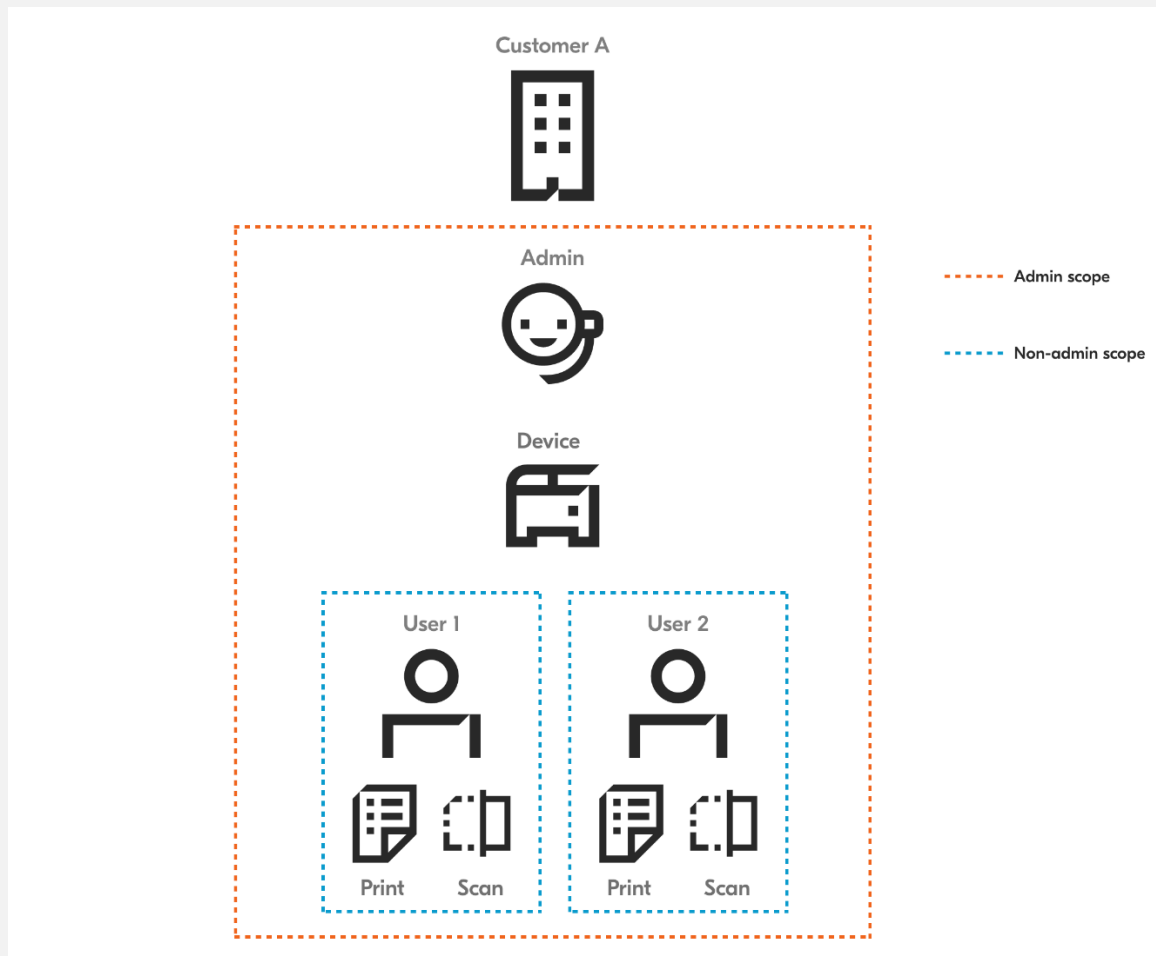 Customer A
Admin
Admin scope
Non-admin scope
Device
User 1
User 2
Print
Scan
Print
Scan